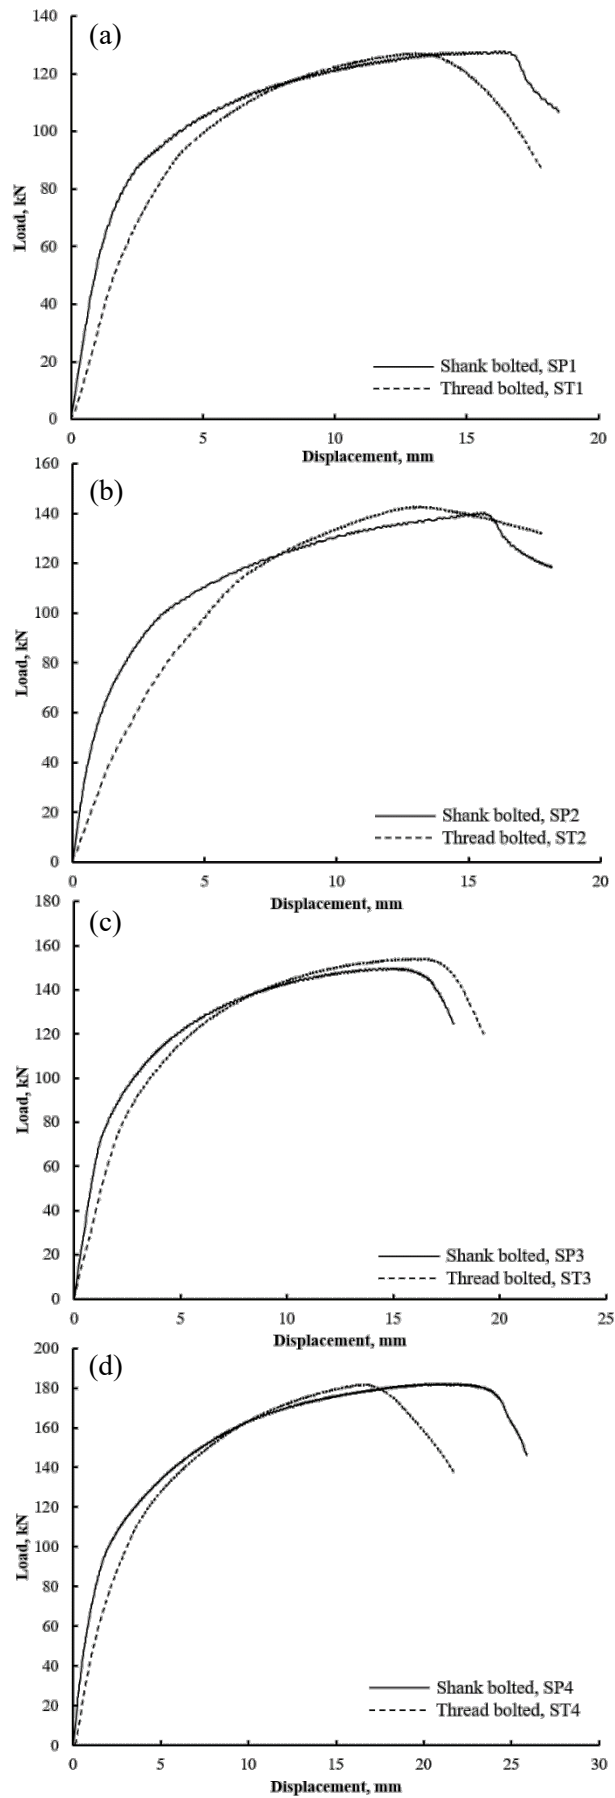 (a)
140
120
100
80
60
40
20
0
Load, kN
Shank bolted, SP1
Thread bolted, ST1
0 5 10 15 20
Displacement, mm
(b)
160
140
120
100
80
60
40
20
0
Load, kN
Shank bolted, SP2
Thread bolted, ST2
0 5 10 15 20
Displacement, mm
(c)
180
160
140
120
100
80
60
40
20
0
Load, kN
Shank bolted, SP3
Thread bolted, ST3
0 5 10 15 20 25
Displacement, mm
(d)
200
180
160
140
120
100
80
60
40
20
0
Load, kN
Shank bolted, SP4
Thread bolted, ST4
0 5 10 15 20 25 30
Displacement, mm